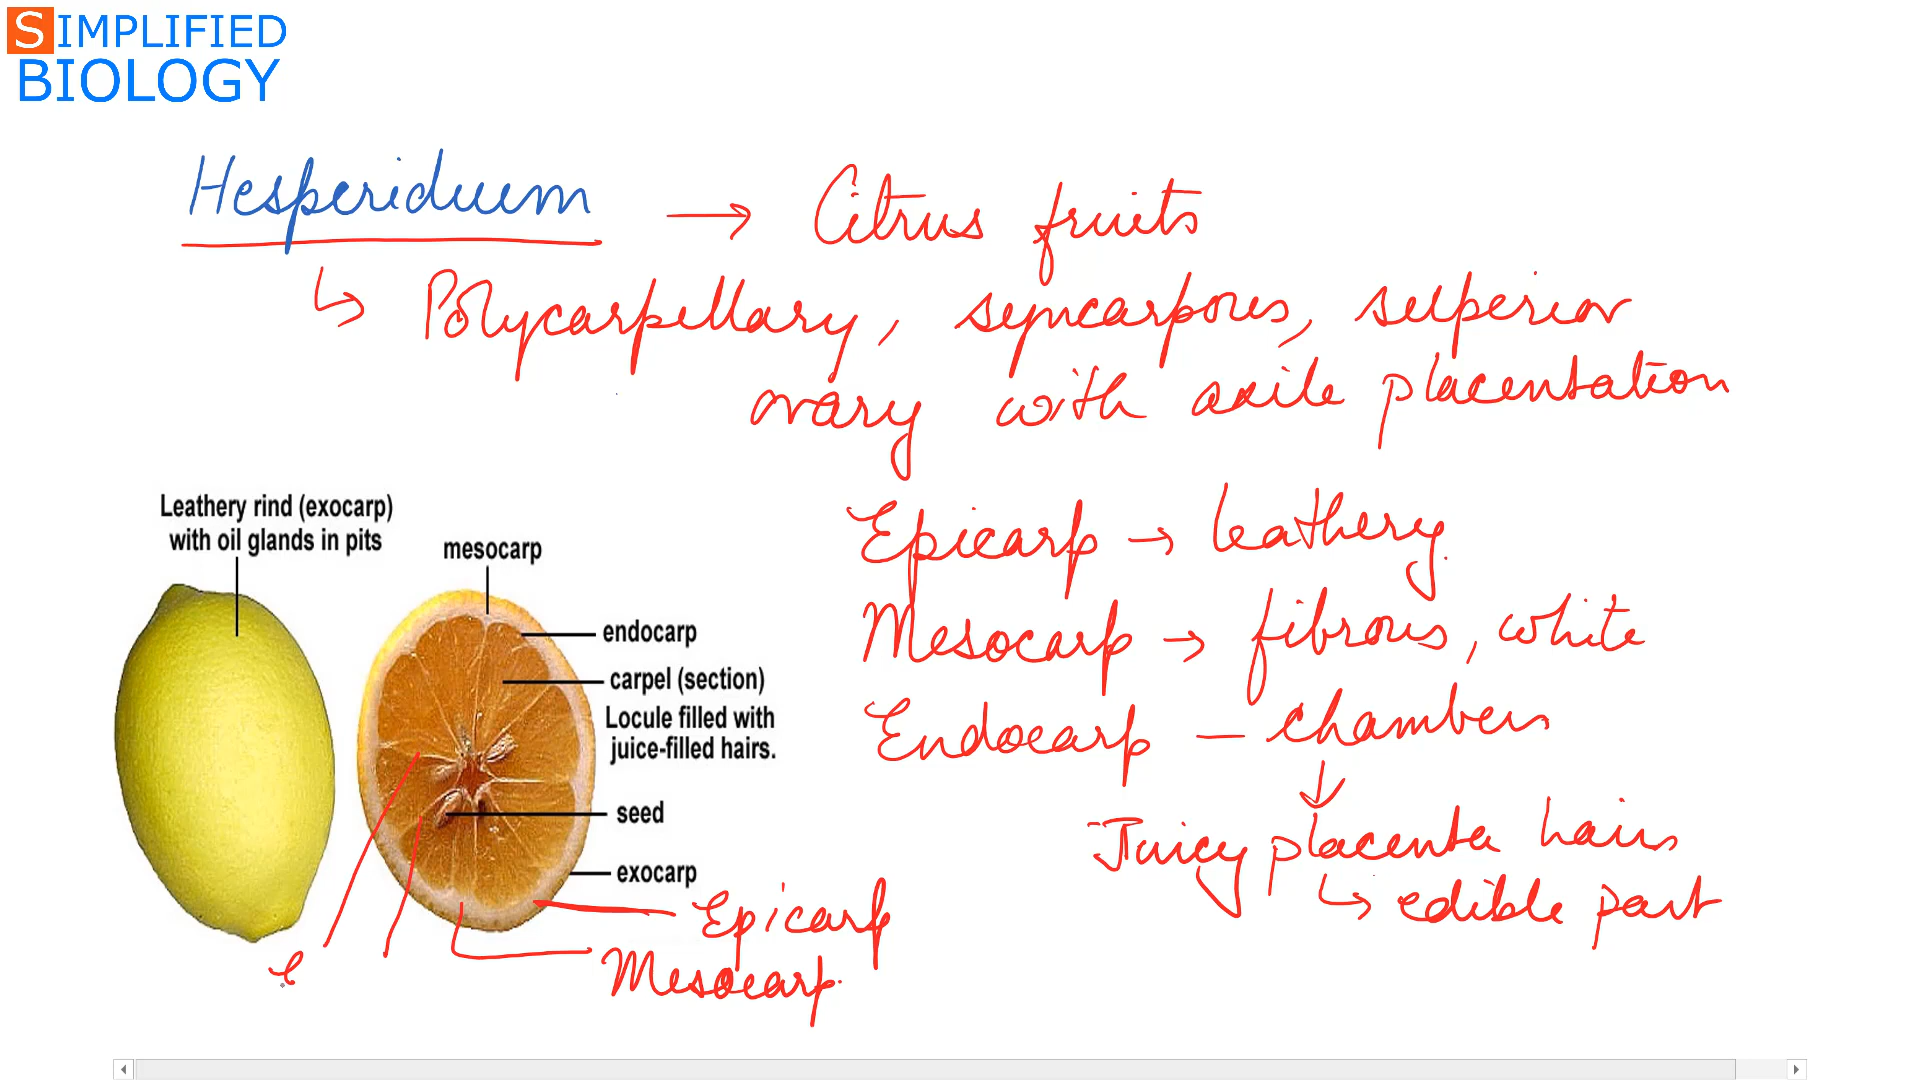 SIMPLIFIED
BIOLOGY
Hesperidium → Citrus fruits
↳ Polycarpellary, syncarpous, superior
ovary with axile placentation
Leathery rind (exocarp)
with oil glands in pits
mesocarp
endocarp
carpel (section)
Locule filled with
juice-filled hairs.
seed
exocarp
Epicarp
Mesocarp
e
Epicarp → leathery
Mesocarp → fibrous, white
Endocarp – chambers
↓
Juicy placenta hairs
↳ edible part